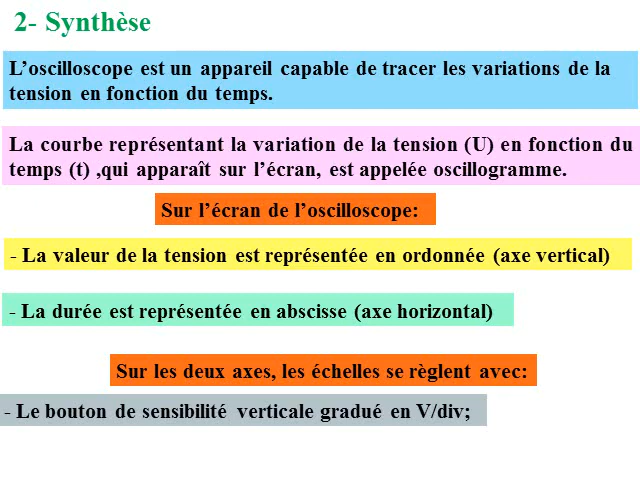 2- Synthèse
L’oscilloscope est un appareil capable de tracer les variations de la
tension en fonction du temps.
La courbe représentant la variation de la tension (U) en fonction du
temps (t) ,qui apparaît sur l’écran, est appelée oscillogramme.
Sur l’écran de l’oscilloscope:
- La valeur de la tension est représentée en ordonnée (axe vertical)
- La durée est représentée en abscisse (axe horizontal)
Sur les deux axes, les échelles se règlent avec:
- Le bouton de sensibilité verticale gradué en V/div;